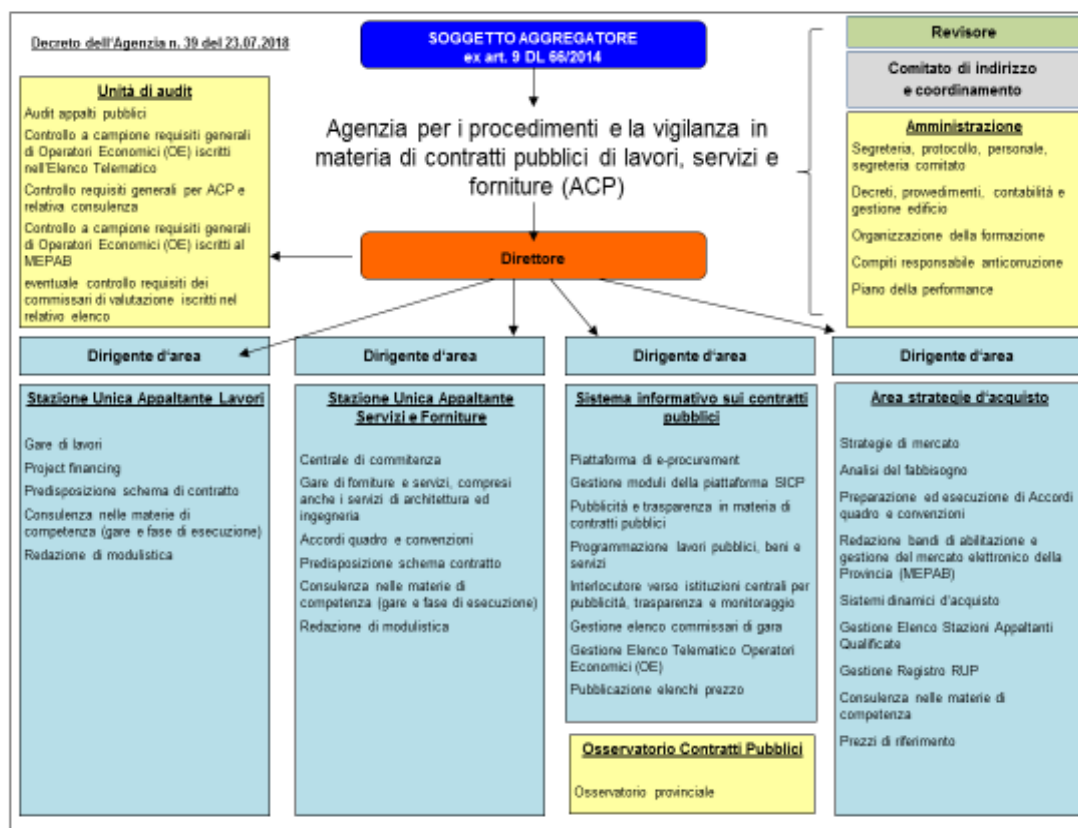 Decreto dell'Agenzia n. 39 del 23.07.2018
SOGGETTO AGGREGATORE
ex art. 9 DL 66/2014
Revisore
Comitato di indirizzo
e coordinamento
Unità di audit
Audit appalti pubblici
Controllo a campione requisiti generali
di Operatori Economici (OE) iscritti
nell'Elenco Telematico
Controllo requisiti generali per ACP e
relativa consulenza
Controllo a campione requisiti generali
di Operatori Economici (OE) iscritti al
MEPAB
eventuale controllo requisiti dei
commissari di valutazione iscritti nel
relativo elenco
Agenzia per i procedimenti e la vigilanza in
materia di contratti pubblici di lavori, servizi e
forniture (ACP)
Direttore
Amministrazione
Segreteria, protocollo, personale,
segreteria comitato
Decreti, provvedimenti, contabilità e
gestione edificio
Organizzazione della formazione
Compiti responsabile anticorruzione
Piano della performance
Dirigente d'area
Stazione Unica Appaltante Lavori
Gare di lavori
Project financing
Predisposizione schema di contratto
Consulenza nelle materie di
competenza (gare e fase di esecuzione)
Redazione di modulistica
Dirigente d'area
Stazione Unica Appaltante
Servizi e Forniture
Centrale di commitenza
Gare di forniture e servizi, compresi
anche i servizi di architettura ed
ingegneria
Accordi quadro e convenzioni
Predisposizione schema contratto
Consulenza nelle materie di
competenza (gare e fase di esecuzione)
Redazione di modulistica
Dirigente d'area
Sistema informativo sui contratti
pubblici
Piattaforma di e-procurement
Gestione moduli della piattaforma SICP
Pubblicità e trasparenza in materia di
contratti pubblici
Programmazione lavori pubblici, beni e
servizi
Interlocutore verso istituzioni centrali per
pubblicità, trasparenza e monitoraggio
Gestione elenco commissari di gara
Gestione Elenco Telematico Operatori
Economici (OE)
Pubblicazione elenchi prezzo
Osservatorio Contratti Pubblici
Osservatorio provinciale
Dirigente d'area
Area strategie d'acquisto
Strategie di mercato
Analisi del fabbisogno
Preparazione ed esecuzione di Accordi
quadro e convenzioni
Redazione bandi di abilitazione e
gestione del mercato elettronico della
Provincia (MEPAB)
Sistemi dinamici d'acquisto
Gestione Elenco Stazioni Appaltanti
Qualificate
Gestione Registro RUP
Consulenza nelle materie di
competenza
Prezzi di riferimento